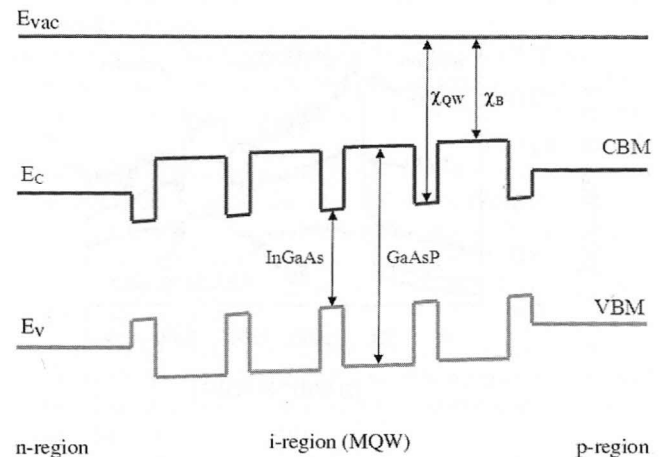 Evac
χQW
χB
CBM
EC
InGaAs
GaAsP
EV
VBM
n-region
i-region (MQW)
p-region